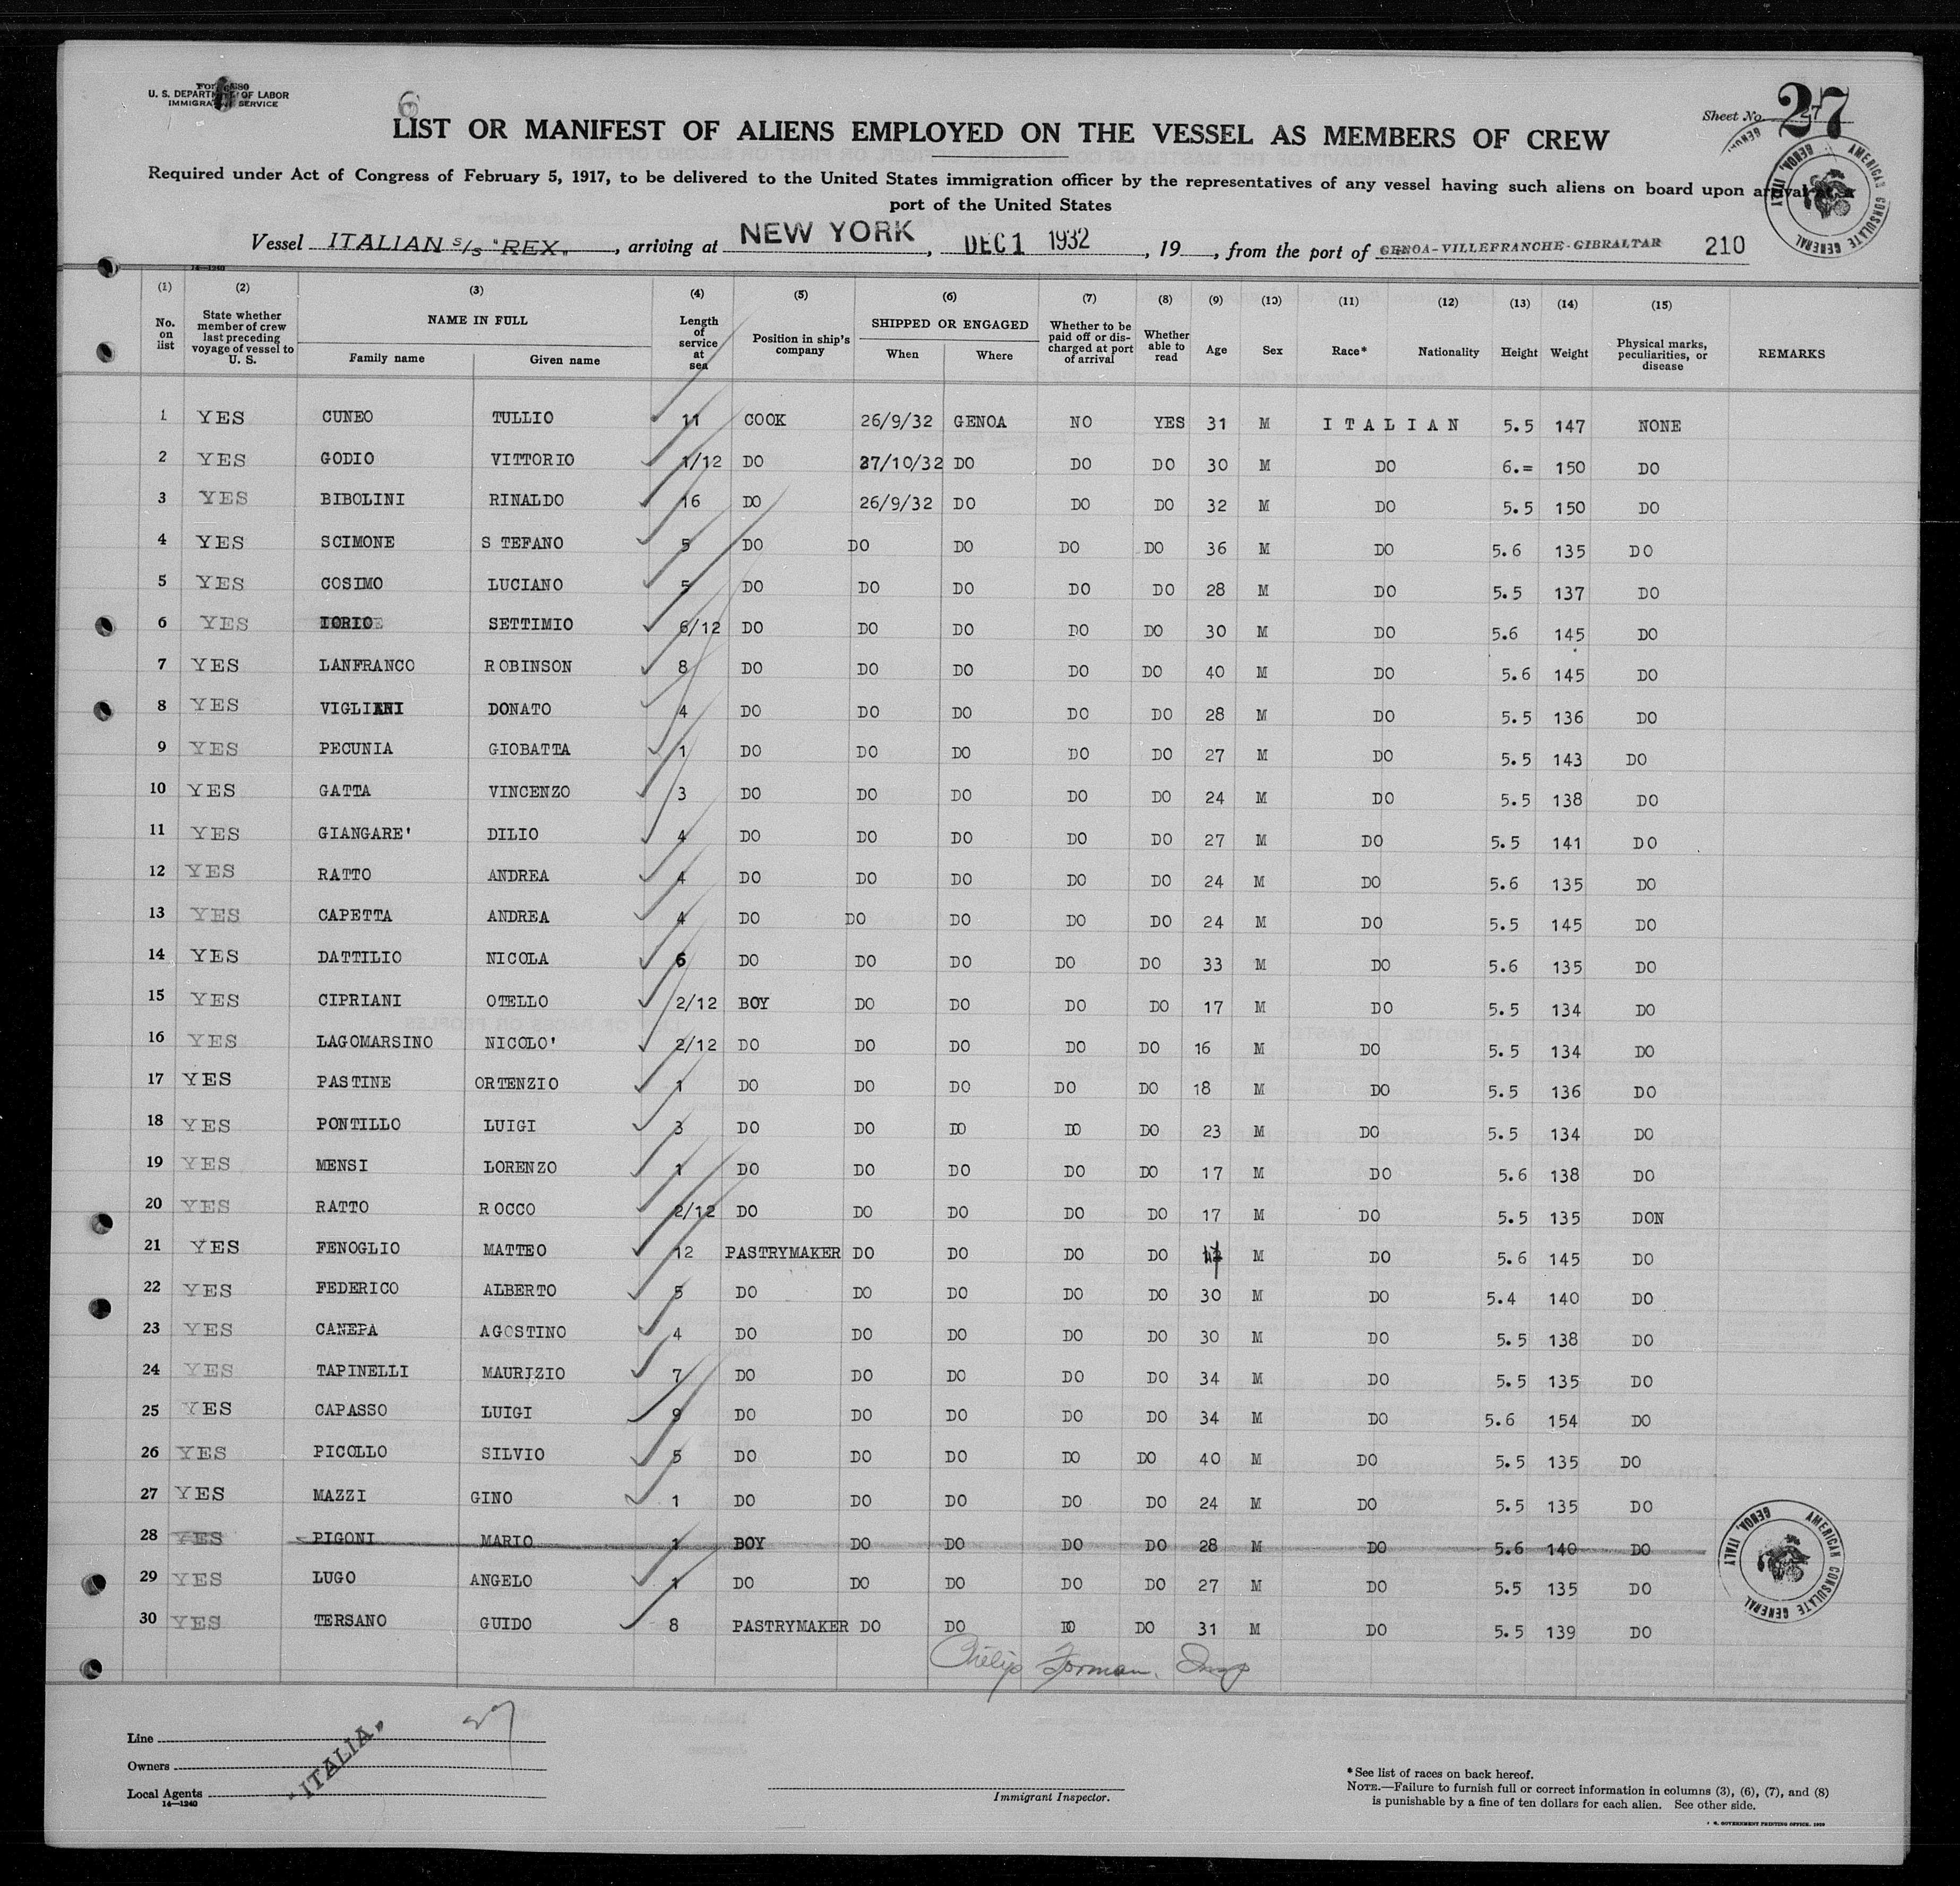 U. S. DEPARTMENT OF LABOR
IMMIGRATION SERVICE
6
Sheet No. 27
LIST OR MANIFEST OF ALIENS EMPLOYED ON THE VESSEL AS MEMBERS OF CREW
Required under Act of Congress of February 5, 1917, to be delivered to the United States immigration officer by the representatives of any vessel having such aliens on board upon arrival at a
port of the United States
AMERICAN CONSULATE GENERAL GENOA, ITALY
Vessel ITALIAN S/S "REX", arriving at NEW YORK, DEC 1 1932, 19, from the port of GENOA-VILLEFRANCHE-GIBRALTAR 210
14—1240
(1) (2) (3) (4) (5) (6) (7) (8) (9) (10) (11) (12) (13) (14) (15)
No. on list State whether member of crew last preceding voyage of vessel to U. S. NAME IN FULL Family name Given name Length of service at sea Position in ship's company SHIPPED OR ENGAGED When Where Whether to be paid off or discharged at port of arrival Whether able to read Age Sex Race* Nationality Height Weight Physical marks, peculiarities, or disease REMARKS
1 YES CUNEO TULLIO 11 COOK 26/9/32 GENOA NO YES 31 M ITALIAN 5.5 147 NONE
2 YES GODIO VITTORIO 1/12 DO 27/10/32 DO DO DO 30 M DO 6.= 150 DO
3 YES BIBOLINI RINALDO 16 DO 26/9/32 DO DO DO 32 M DO 5.5 150 DO
4 YES SCIMONE S TEFANO 5 DO DO DO DO DO 36 M DO 5.6 135 DO
5 YES COSIMO LUCIANO 5 DO DO DO DO DO 28 M DO 5.5 137 DO
6 YES IORIO SETTIMIO 6/12 DO DO DO DO DO 30 M DO 5.6 145 DO
7 YES LANFRANCO ROBINSON 8 DO DO DO DO DO 40 M DO 5.6 145 DO
8 YES VIGLIANI DONATO 4 DO DO DO DO DO 28 M DO 5.5 136 DO
9 YES PECUNIA GIOBATTA 1 DO DO DO DO DO 27 M DO 5.5 143 DO
10 YES GATTA VINCENZO 3 DO DO DO DO DO 24 M DO 5.5 138 DO
11 YES GIANGARE' DILIO 4 DO DO DO DO DO 27 M DO 5.5 141 DO
12 YES RATTO ANDREA 4 DO DO DO DO DO 24 M DO 5.6 135 DO
13 YES CAPETTA ANDREA 4 DO DO DO DO DO 24 M DO 5.5 145 DO
14 YES DATTILIO NICOLA 6 DO DO DO DO DO 33 M DO 5.6 135 DO
15 YES CIPRIANI OTELLO 2/12 BOY DO DO DO DO 17 M DO 5.5 134 DO
16 YES LAGOMARSINO NICOLO' 2/12 DO DO DO DO DO 16 M DO 5.5 134 DO
17 YES PASTINE ORTENZIO 1 DO DO DO DO DO 18 M DO 5.5 136 DO
18 YES PONTILLO LUIGI 3 DO DO DO DO DO 23 M DO 5.5 134 DO
19 YES MENSI LORENZO 1 DO DO DO DO DO 17 M DO 5.6 138 DO
20 YES RATTO ROCCO 2/12 DO DO DO DO DO 17 M DO 5.5 135 DON
21 YES FENOGLIO MATTEO 12 PASTRYMAKER DO DO DO DO M DO 5.6 145 DO
22 YES FEDERICO ALBERTO 5 DO DO DO DO DO 30 M DO 5.4 140 DO
23 YES CANEPA AGOSTINO 4 DO DO DO DO DO 30 M DO 5.5 138 DO
24 YES TAPINELLI MAURIZIO 7 DO DO DO DO DO 34 M DO 5.5 135 DO
25 YES CAPASSO LUIGI 9 DO DO DO DO DO 34 M DO 5.6 154 DO
26 YES PICOLLO SILVIO 5 DO DO DO DO DO 40 M DO 5.5 135 DO
27 YES MAZZI GINO 1 DO DO DO DO DO 24 M DO 5.5 135 DO
28 YES PIGONI MARIO 1 BOY DO DO DO DO 28 M DO 5.6 140 DO
29 YES LUGO ANGELO 1 DO DO DO DO DO 27 M DO 5.5 135 DO
30 YES TERSANO GUIDO 8 PASTRYMAKER DO DO DO DO 31 M DO 5.5 139 DO
AMERICAN CONSULATE GENERAL GENOA, ITALY
Philip Forman. Insp
Line
Owners
Local Agents
14—1240
"ITALIA"
Immigrant Inspector.
* See list of races on back hereof.
NOTE.—Failure to furnish full or correct information in columns (3), (6), (7), and (8)
is punishable by a fine of ten dollars for each alien. See other side.
U. S. GOVERNMENT PRINTING OFFICE. 1929